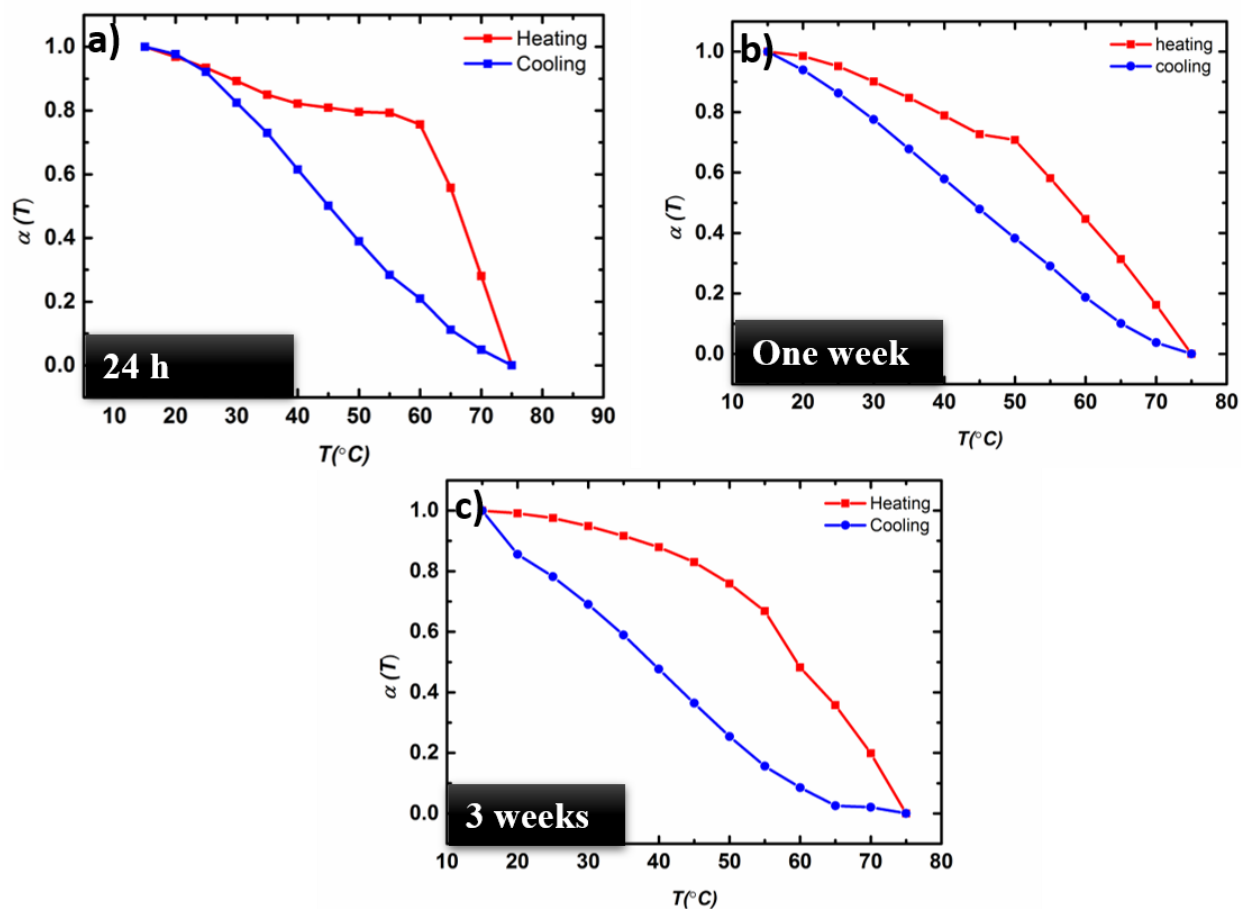 a)
Heating
Cooling
1.0
0.8
0.6
0.4
0.2
0.0
α (T)
24 h
10 20 30 40 50 60 70 80 90
T(°C)
b)
heating
cooling
1.0
0.8
0.6
0.4
0.2
0.0
α (T)
One week
10 20 30 40 50 60 70 80
T(°C)
c)
Heating
Cooling
1.0
0.8
0.6
0.4
0.2
0.0
α (T)
3 weeks
10 20 30 40 50 60 70 80
T(°C)